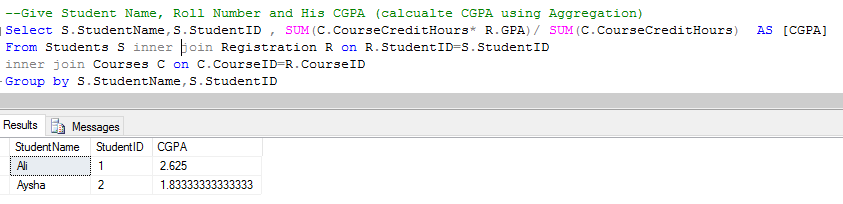 --Give Student Name, Roll Number and His CGPA (calcualte CGPA using Aggregation)
Select S.StudentName,S.StudentID , SUM(C.CourseCreditHours* R.GPA)/ SUM(C.CourseCreditHours)  AS [CGPA]
From Students S inner join Registration R on R.StudentID=S.StudentID
inner join Courses C on C.CourseID=R.CourseID
Group by S.StudentName,S.StudentID
Results Messages
StudentName StudentID CGPA
Ali 1 2.625
Aysha 2 1.83333333333333